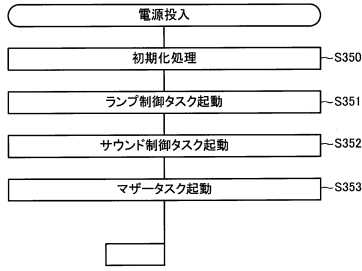 電源投入
初期化処理
S350
ランプ制御タスク起動
S351
サウンド制御タスク起動
S352
マザータスク起動
S353